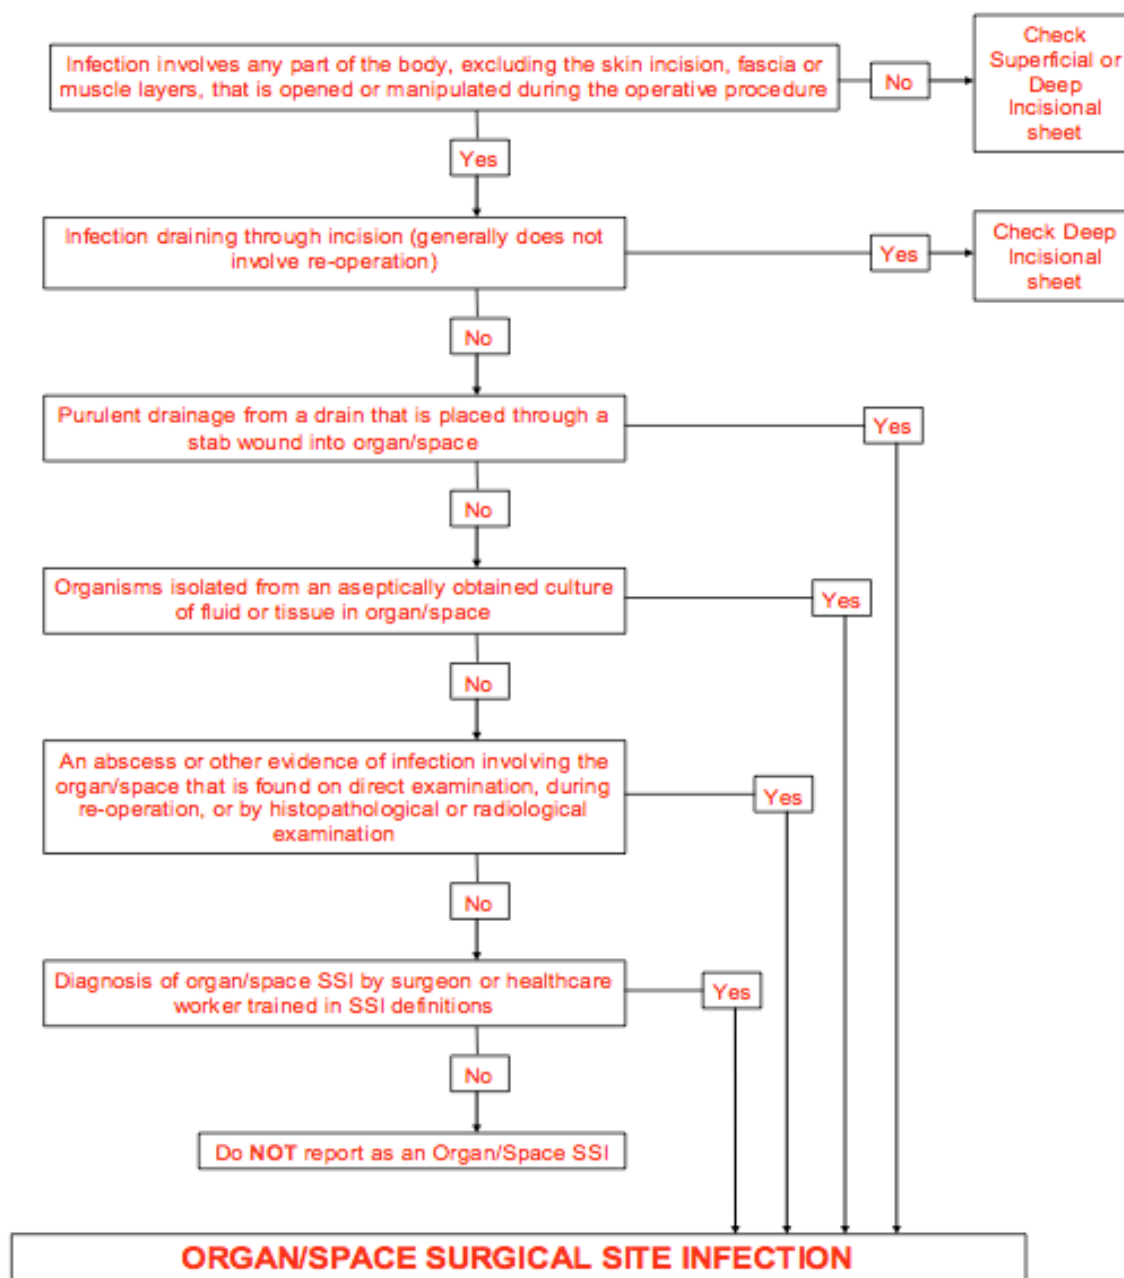 Infection involves any part of the body, excluding the skin incision, fascia or
muscle layers, that is opened or manipulated during the operative procedure
No
Check
Superficial or
Deep
Incisional
sheet
Yes
Infection draining through incision (generally does not
involve re-operation)
Yes
Check Deep
Incisional
sheet
No
Purulent drainage from a drain that is placed through a
stab wound into organ/space
Yes
No
Organisms isolated from an aseptically obtained culture
of fluid or tissue in organ/space
Yes
No
An abscess or other evidence of infection involving the
organ/space that is found on direct examination, during
re-operation, or by histopathological or radiological
examination
Yes
No
Diagnosis of organ/space SSI by surgeon or healthcare
worker trained in SSI definitions
Yes
No
Do NOT report as an Organ/Space SSI
ORGAN/SPACE SURGICAL SITE INFECTION